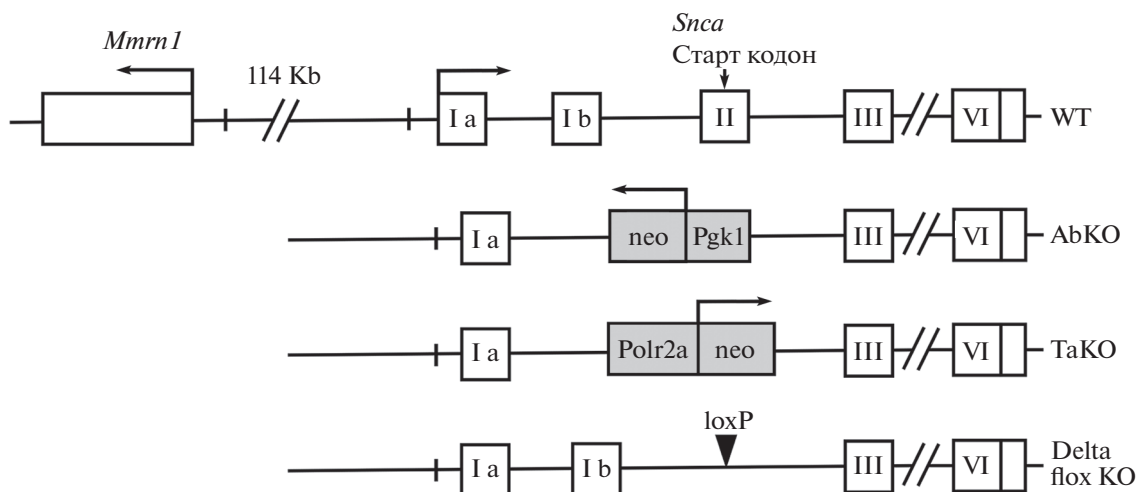 Mmrn1
114 Kb
Snca
Старт кодон
I a
I b
II
III
VI
WT
I a
neo
Pgk1
III
VI
AbKO
I a
Polr2a
neo
III
VI
TaKO
loxP
I a
I b
III
VI
Delta
flox KO